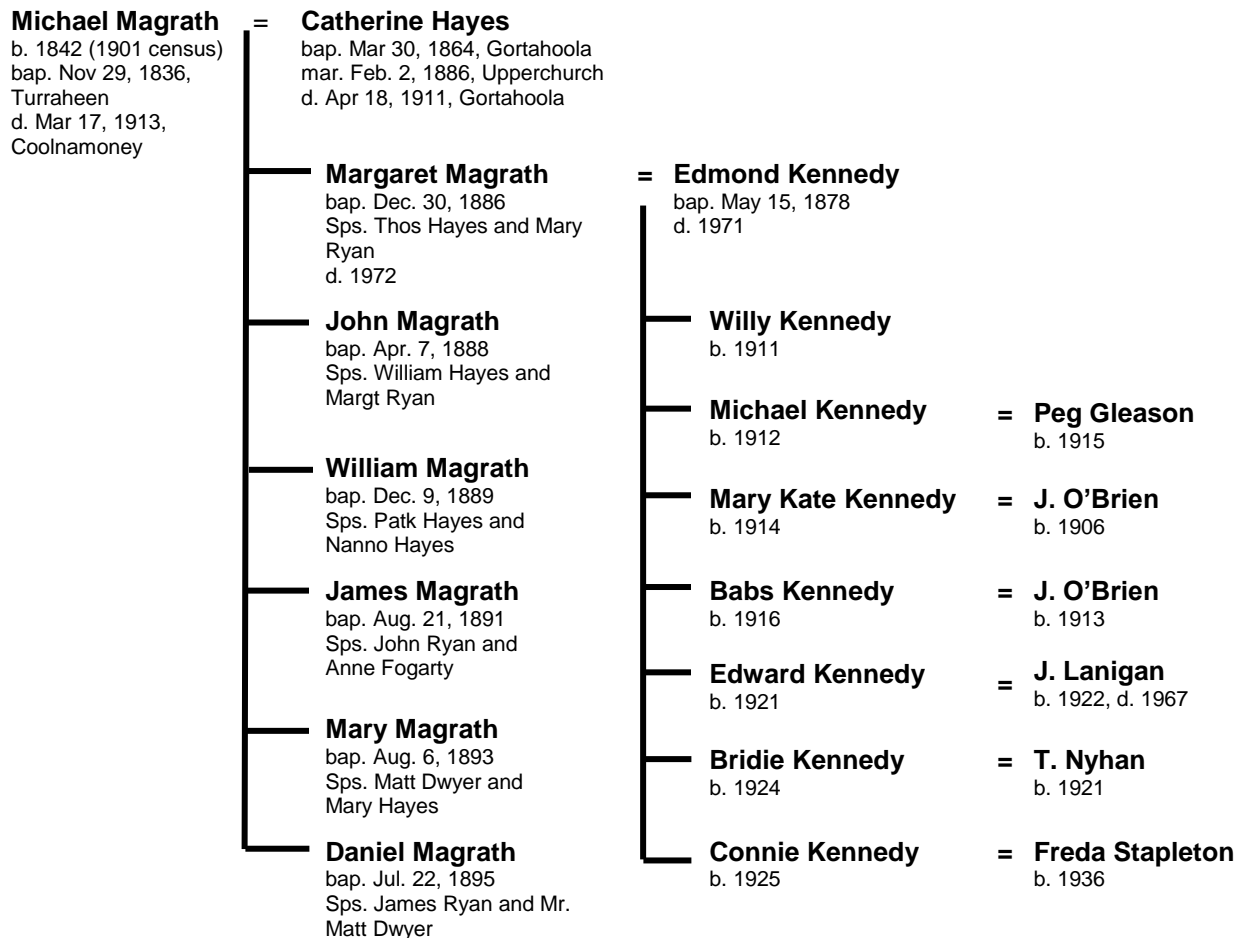 Michael Magrath = Catherine Hayes
b. 1842 (1901 census)
bap. Nov 29, 1836,
Turraheen
d. Mar 17, 1913,
Coolnamoney
bap. Mar 30, 1864, Gortahoola
mar. Feb. 2, 1886, Upperchurch
d. Apr 18, 1911, Gortahoola
Margaret Magrath = Edmond Kennedy
bap. Dec. 30, 1886
Sps. Thos Hayes and Mary
Ryan
d. 1972
bap. May 15, 1878
d. 1971
John Magrath
bap. Apr. 7, 1888
Sps. William Hayes and
Margt Ryan
William Magrath
bap. Dec. 9, 1889
Sps. Patk Hayes and
Nanno Hayes
James Magrath
bap. Aug. 21, 1891
Sps. John Ryan and
Anne Fogarty
Mary Magrath
bap. Aug. 6, 1893
Sps. Matt Dwyer and
Mary Hayes
Daniel Magrath
bap. Jul. 22, 1895
Sps. James Ryan and Mr.
Matt Dwyer
Willy Kennedy
b. 1911
Michael Kennedy = Peg Gleason
b. 1912 b. 1915
Mary Kate Kennedy = J. O'Brien
b. 1914 b. 1906
Babs Kennedy = J. O'Brien
b. 1916 b. 1913
Edward Kennedy = J. Lanigan
b. 1921 b. 1922, d. 1967
Bridie Kennedy = T. Nyhan
b. 1924 b. 1921
Connie Kennedy = Freda Stapleton
b. 1925 b. 1936